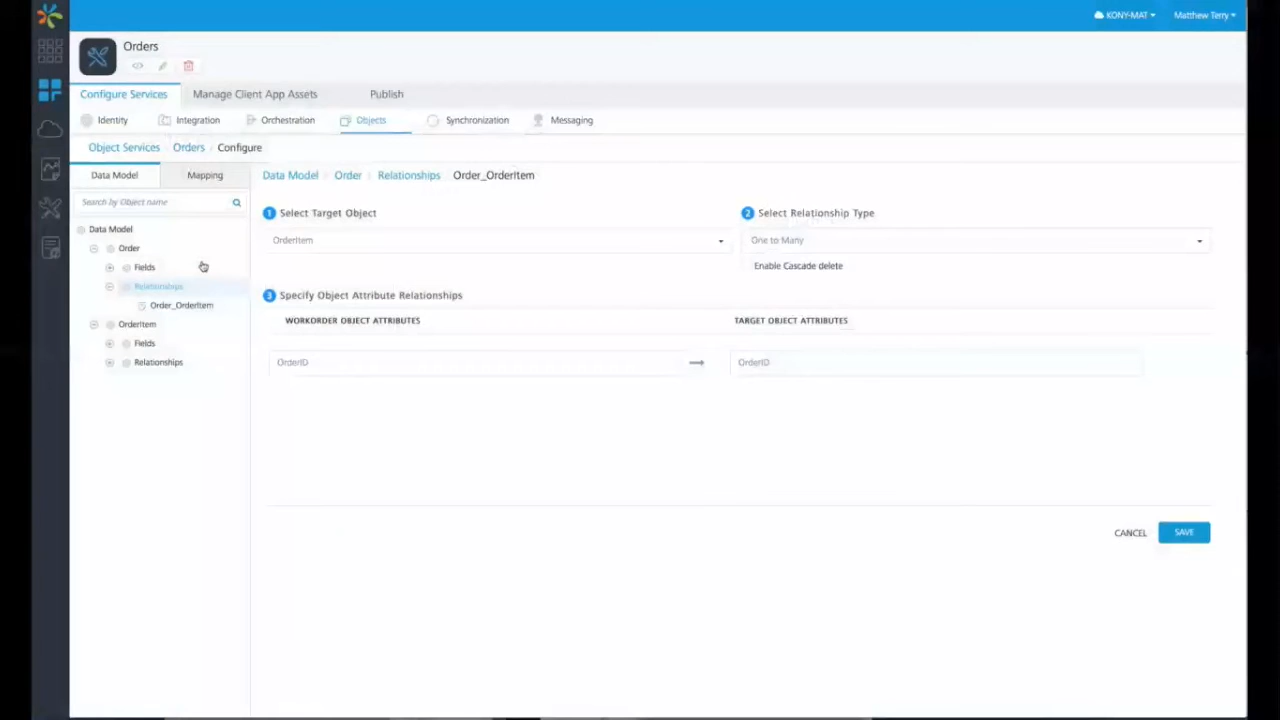 KONY-MAT
Matthew Terry
Orders
Configure Services
Manage Client App Assets
Publish
Identity
Integration
Orchestration
Objects
Synchronization
Messaging
Object Services
Orders
/ Configure
Data Model
Mapping
Data Model
Order
Relationships
Order_OrderItem
Search by Object name
1 Select Target Object
2 Select Relationship Type
Data Model
OrderItem
One to Many
Order
Enable Cascade delete
Fields
Relationships
3 Specify Object Attribute Relationships
Order_OrderItem
WORKORDER OBJECT ATTRIBUTES
TARGET OBJECT ATTRIBUTES
OrderItem
Fields
OrderID
OrderID
Relationships
CANCEL
SAVE